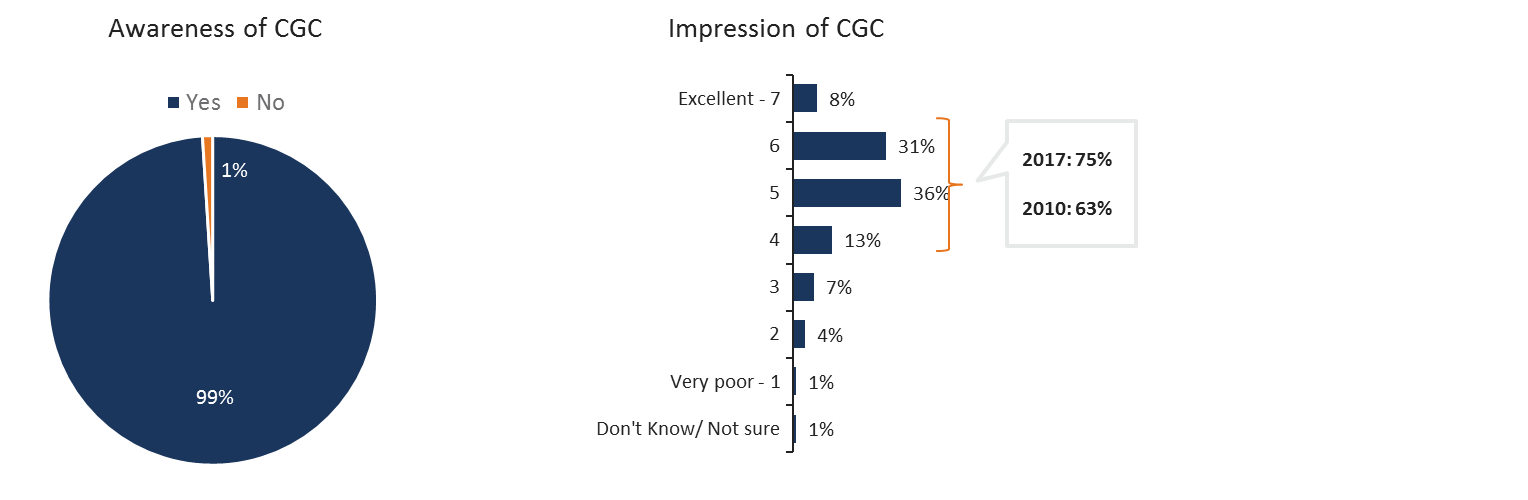 Awareness of CGC
Yes No
1%
99%
Impression of CGC
Excellent - 7 8%
6 31%
5 36%
4 13%
3 7%
2 4%
Very poor - 1 1%
Don't Know/ Not sure 1%
2017: 75%
2010: 63%